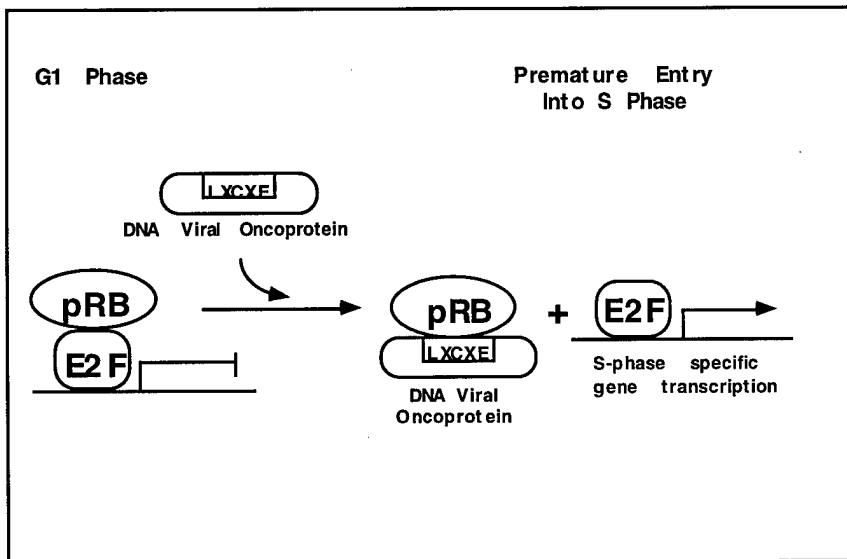 G1 Phase
Premature Entry
Into S Phase
LXCXE
DNA Viral Oncoprotein
pRB
E2F
pRB
LXCXE
DNA Viral
Oncoprotein
+
E2F
S-phase specific
gene transcription